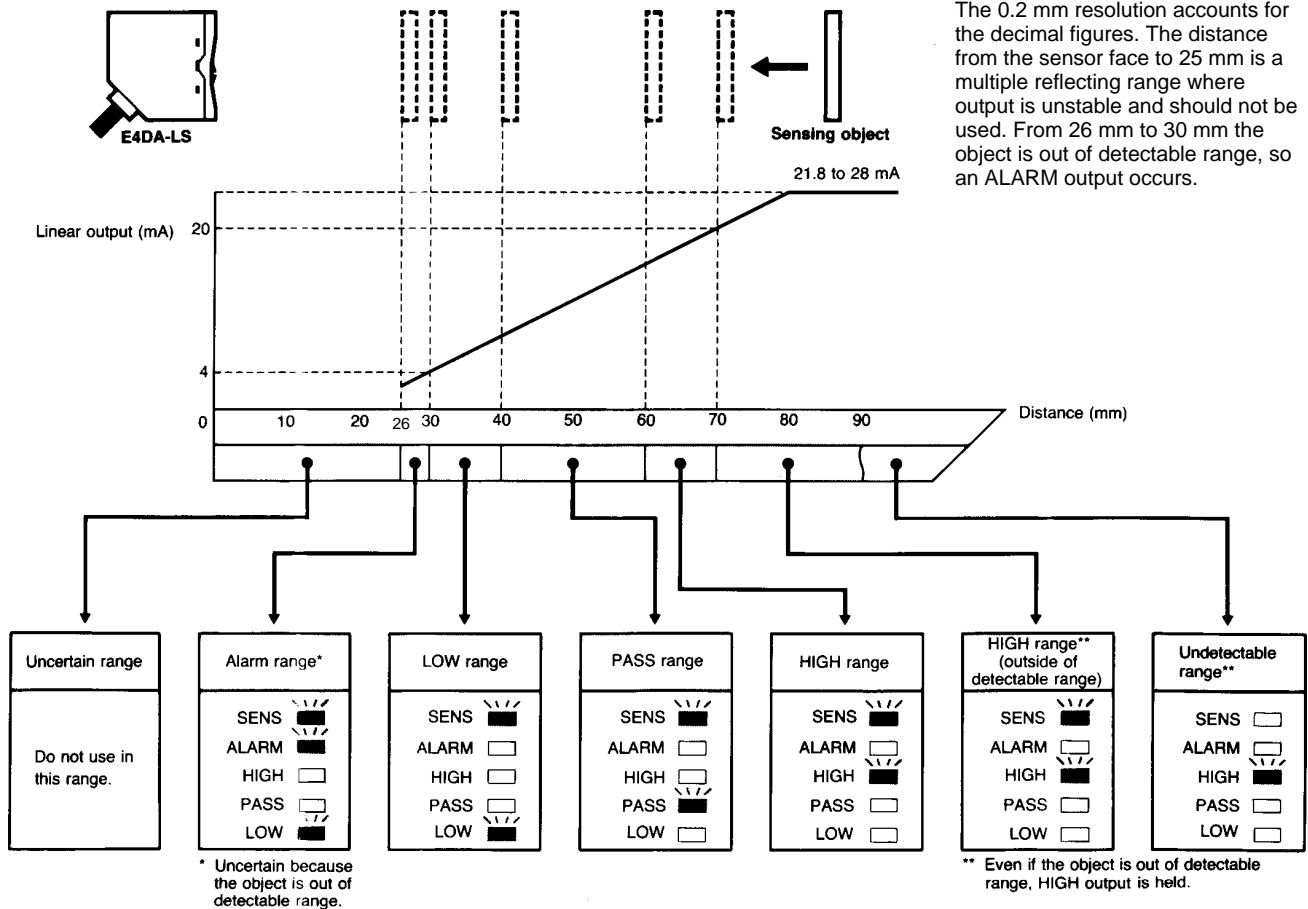 The 0.2 mm resolution accounts for
the decimal figures. The distance
from the sensor face to 25 mm is a
multiple reflecting range where
output is unstable and should not be
used. From 26 mm to 30 mm the
object is out of detectable range, so
an ALARM output occurs.
E4DA-LS
Sensing object
21.8 to 28 mA
Linear output (mA)
20
4
0 10 20 26 30 40 50 60 70 80 90
Distance (mm)
Uncertain range
Do not use in
this range.
Alarm range*
SENS
ALARM
HIGH
PASS
LOW
* Uncertain because
the object is out of
detectable range.
LOW range
SENS
ALARM
HIGH
PASS
LOW
PASS range
SENS
ALARM
HIGH
PASS
LOW
HIGH range
SENS
ALARM
HIGH
PASS
LOW
HIGH range**
(outside of
detectable range)
SENS
ALARM
HIGH
PASS
LOW
Undetectable
range**
SENS
ALARM
HIGH
PASS
LOW
** Even if the object is out of detectable
range, HIGH output is held.